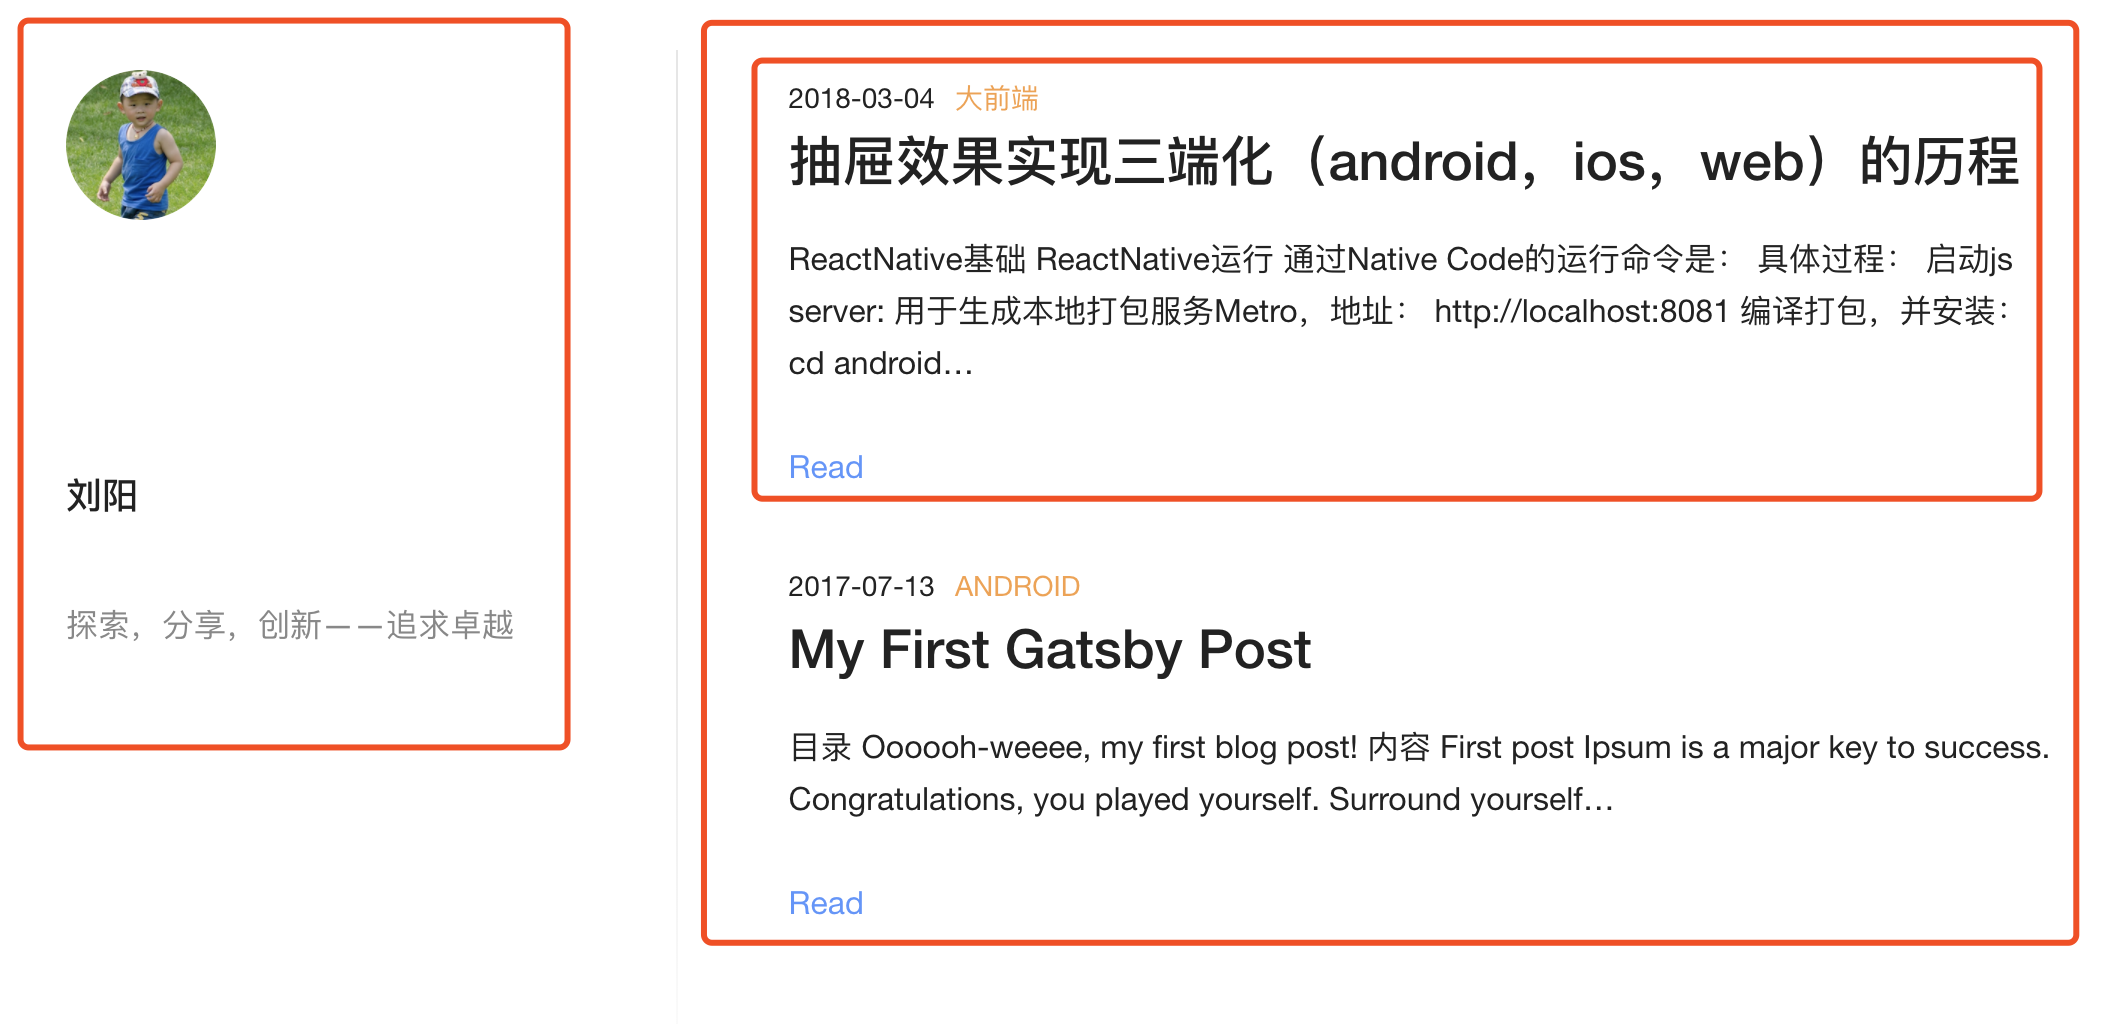 刘阳
探索，分享，创新——追求卓越
2018-03-04 大前端
抽屉效果实现三端化（android，ios，web）的历程
ReactNative基础 ReactNative运行 通过Native Code的运行命令是： 具体过程： 启动js
server: 用于生成本地打包服务Metro，地址： http://localhost:8081 编译打包，并安装：
cd android…
Read
2017-07-13 ANDROID
My First Gatsby Post
目录 Oooooh-weeee, my first blog post! 内容 First post Ipsum is a major key to success.
Congratulations, you played yourself. Surround yourself…
Read